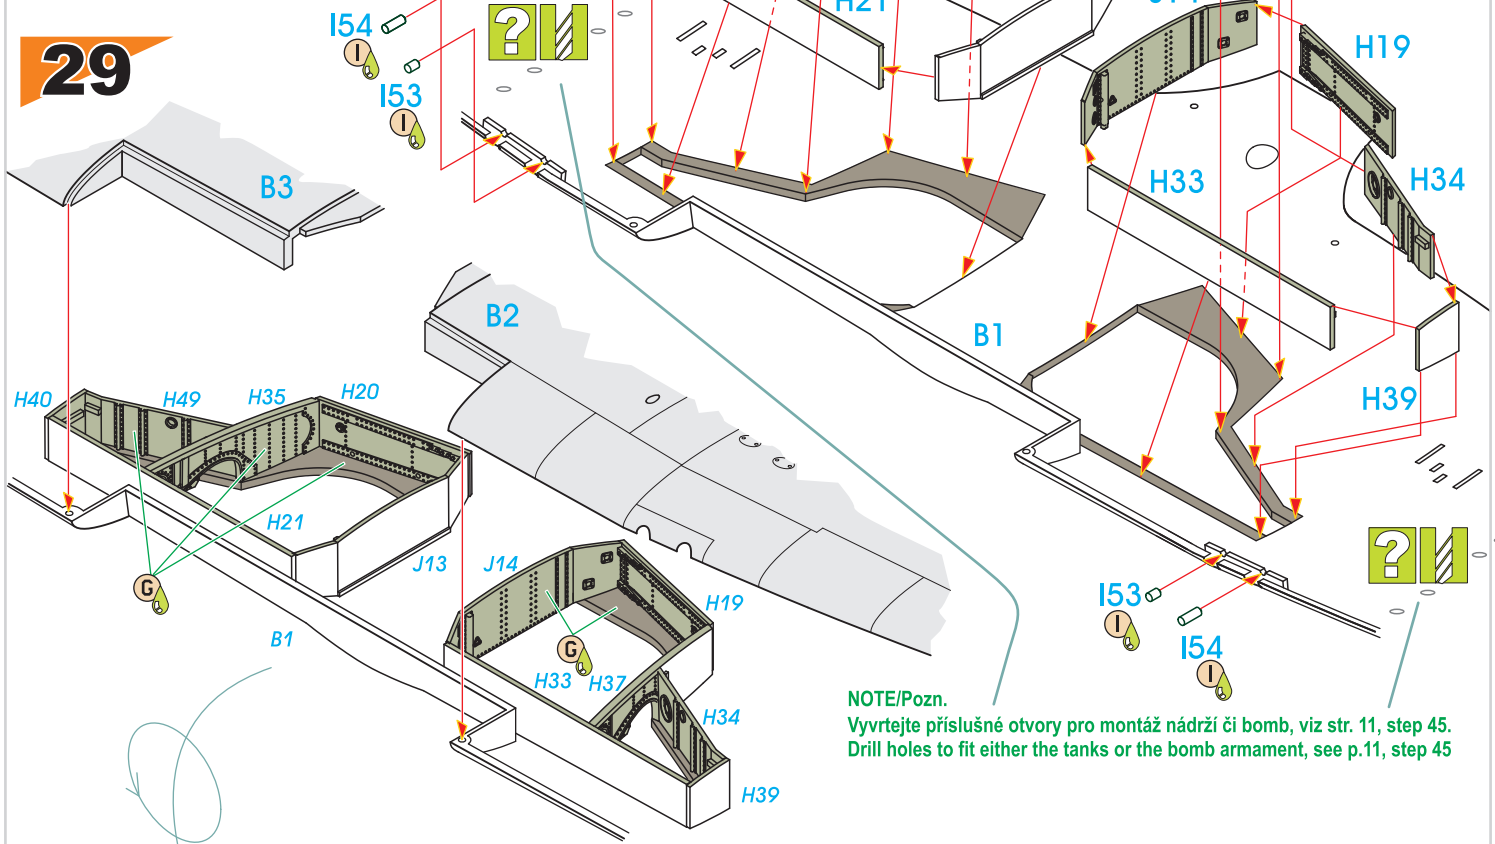 29
I54
I
I53
I
?
H21
J14
H19
H33
H34
B3
B2
B1
H39
H40
H49
H35
H20
H21
J13
G
B1
J14
H19
G
H33
H37
H34
H39
?
I53
I
I54
I
NOTE/Pozn.
Vyvrtejte příslušné otvory pro montáž nádrží či bomb, viz str. 11, step 45.
Drill holes to fit either the tanks or the bomb armament, see p.11, step 45